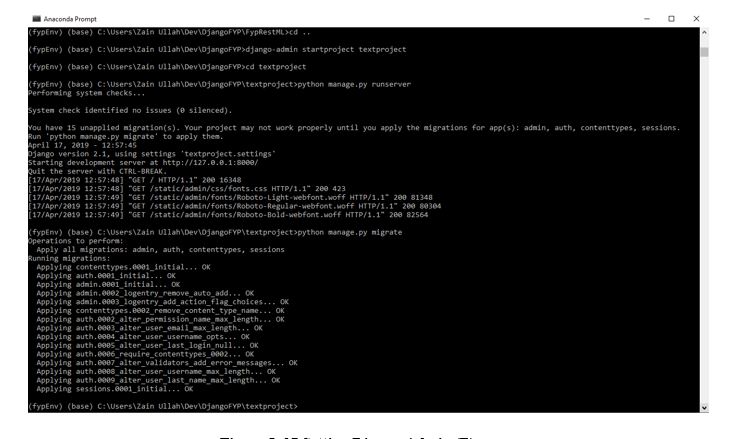 Anaconda Prompt
(fypEnv) (base) C:\Users\Zain Ullah\Dev\DjangoFYP\FypRestML>cd ..
(fypEnv) (base) C:\Users\Zain Ullah\Dev\DjangoFYP>django-admin startproject textproject
(fypEnv) (base) C:\Users\Zain Ullah\Dev\DjangoFYP>cd textproject
(fypEnv) (base) C:\Users\Zain Ullah\Dev\DjangoFYP\textproject>python manage.py runserver
Performing system checks...
System check identified no issues (0 silenced).
You have 15 unapplied migration(s). Your project may not work properly until you apply the migrations for app(s): admin, auth, contenttypes, sessions.
Run 'python manage.py migrate' to apply them.
April 17, 2019 - 12:57:45
Django version 2.1, using settings 'textproject.settings'
Starting development server at http://127.0.0.1:8000/
Quit the server with CTRL-BREAK.
[17/Apr/2019 12:57:48] "GET / HTTP/1.1" 200 16348
[17/Apr/2019 12:57:48] "GET /static/admin/css/fonts.css HTTP/1.1" 200 423
[17/Apr/2019 12:57:49] "GET /static/admin/fonts/Roboto-Light-webfont.woff HTTP/1.1" 200 81348
[17/Apr/2019 12:57:49] "GET /static/admin/fonts/Roboto-Regular-webfont.woff HTTP/1.1" 200 80304
[17/Apr/2019 12:57:49] "GET /static/admin/fonts/Roboto-Bold-webfont.woff HTTP/1.1" 200 82564
(fypEnv) (base) C:\Users\Zain Ullah\Dev\DjangoFYP\textproject>python manage.py migrate
Operations to perform:
Apply all migrations: admin, auth, contenttypes, sessions
Running migrations:
Applying contenttypes.0001_initial... OK
Applying auth.0001_initial... OK
Applying admin.0001_initial... OK
Applying admin.0002_logentry_remove_auto_add... OK
Applying admin.0003_logentry_add_action_flag_choices... OK
Applying contenttypes.0002_remove_content_type_name... OK
Applying auth.0002_alter_permission_name_max_length... OK
Applying auth.0003_alter_user_email_max_length... OK
Applying auth.0004_alter_user_username_opts... OK
Applying auth.0005_alter_user_last_login_null... OK
Applying auth.0006_require_contenttypes_0002... OK
Applying auth.0007_alter_validators_add_error_messages... OK
Applying auth.0008_alter_user_username_max_length... OK
Applying auth.0009_alter_user_last_name_max_length... OK
Applying sessions.0001_initial... OK
(fypEnv) (base) C:\Users\Zain Ullah\Dev\DjangoFYP\textproject>